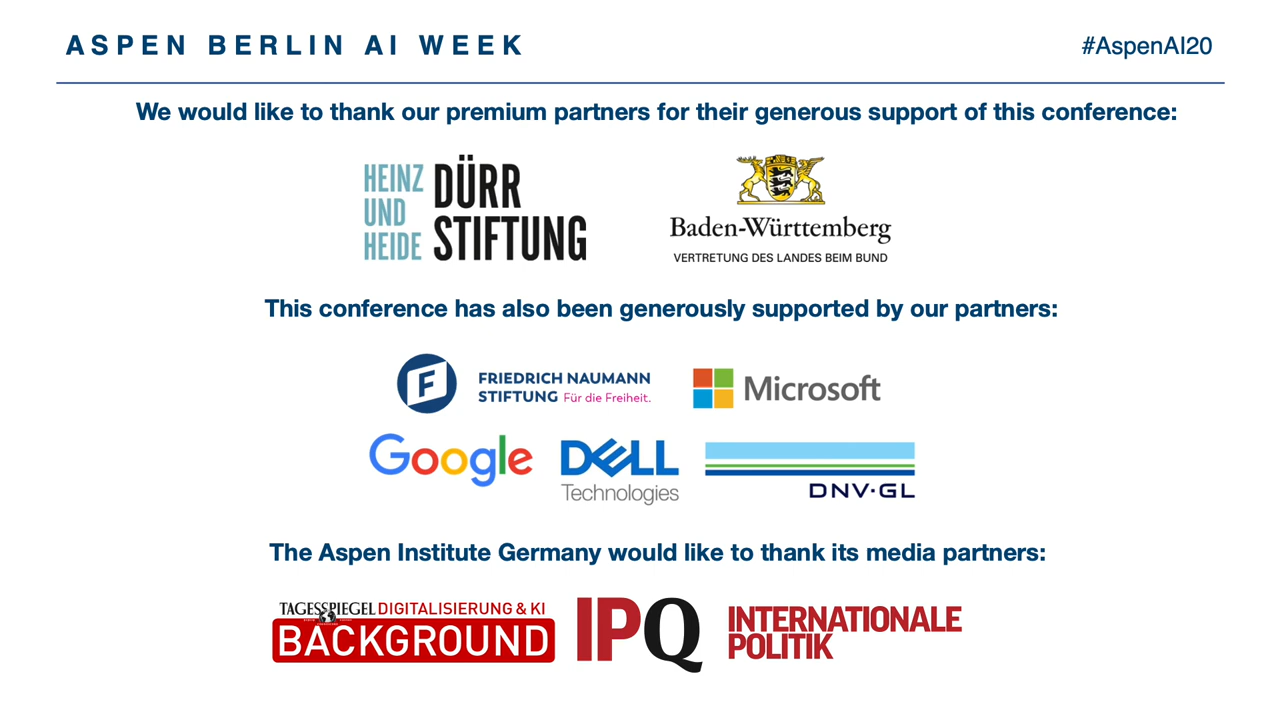 ASPEN BERLIN AI WEEK
#AspenAI20
We would like to thank our premium partners for their generous support of this conference:
HEINZ
UND
HEIDE
DÜRR
STIFTUNG
Baden-Württemberg
VERTRETUNG DES LANDES BEIM BUND
This conference has also been generously supported by our partners:
F
FRIEDRICH NAUMANN
STIFTUNG Für die Freiheit.
Microsoft
Google
DELL
Technologies
DNV·GL
The Aspen Institute Germany would like to thank its media partners:
TAGESSPIEGEL DIGITALISIERUNG & KI
BACKGROUND
IPQ
INTERNATIONALE
POLITIK